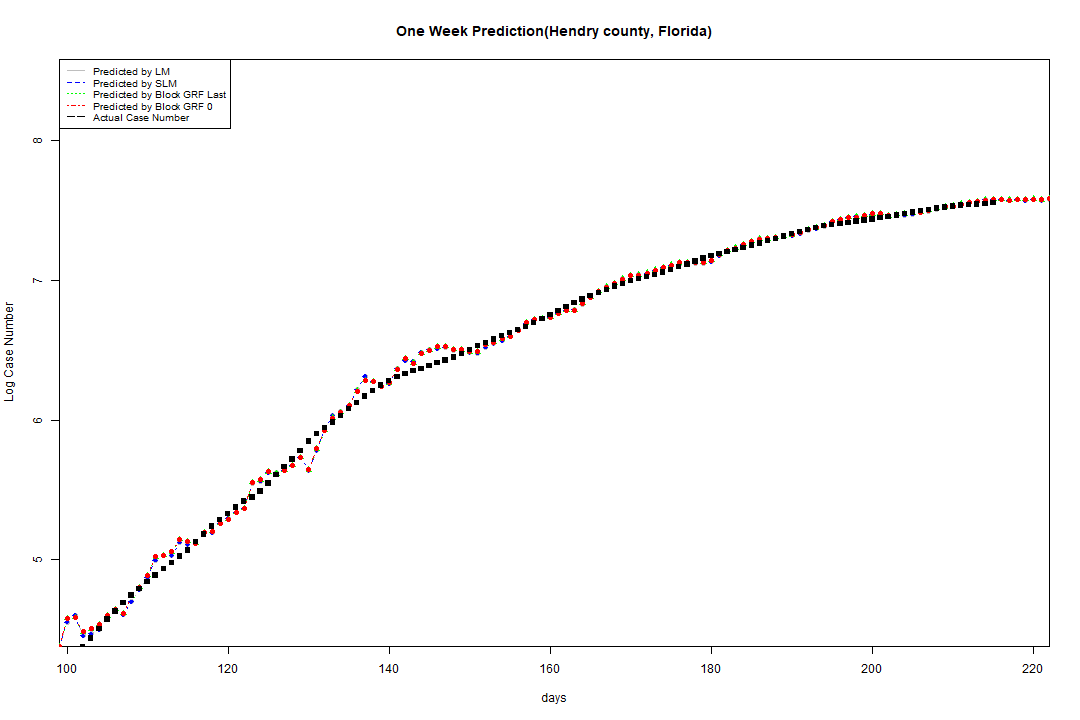 One Week Prediction(Hendry county, Florida)
Predicted by LM
Predicted by SLM
Predicted by Block GRF Last
Predicted by Block GRF 0
Actual Case Number
8
7
6
5
Log Case Number
100 120 140 160 180 200 220
days